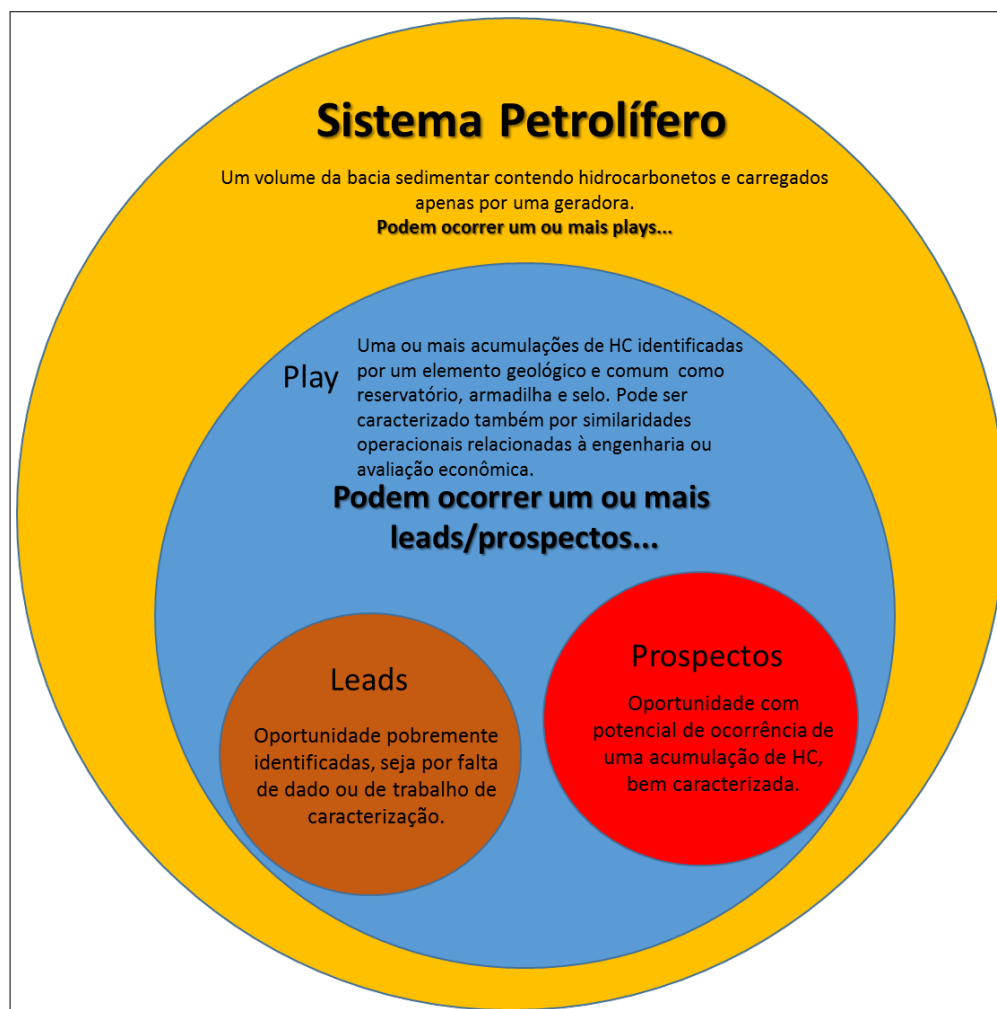 Sistema Petrolífero
Um volume da bacia sedimentar contendo hidrocarbonetos e carregados
apenas por uma geradora.
Podem ocorrer um ou mais plays...
Play
Uma ou mais acumulações de HC identificadas
por um elemento geológico e comum como
reservatório, armadilha e selo. Pode ser
caracterizado também por similaridades
operacionais relacionadas à engenharia ou
avaliação econômica.
Podem ocorrer um ou mais
leads/prospectos...
Leads
Oportunidade pobremente
identificadas, seja por falta
de dado ou de trabalho de
caracterização.
Prospectos
Oportunidade com
potencial de ocorrência de
uma acumulação de HC,
bem caracterizada.